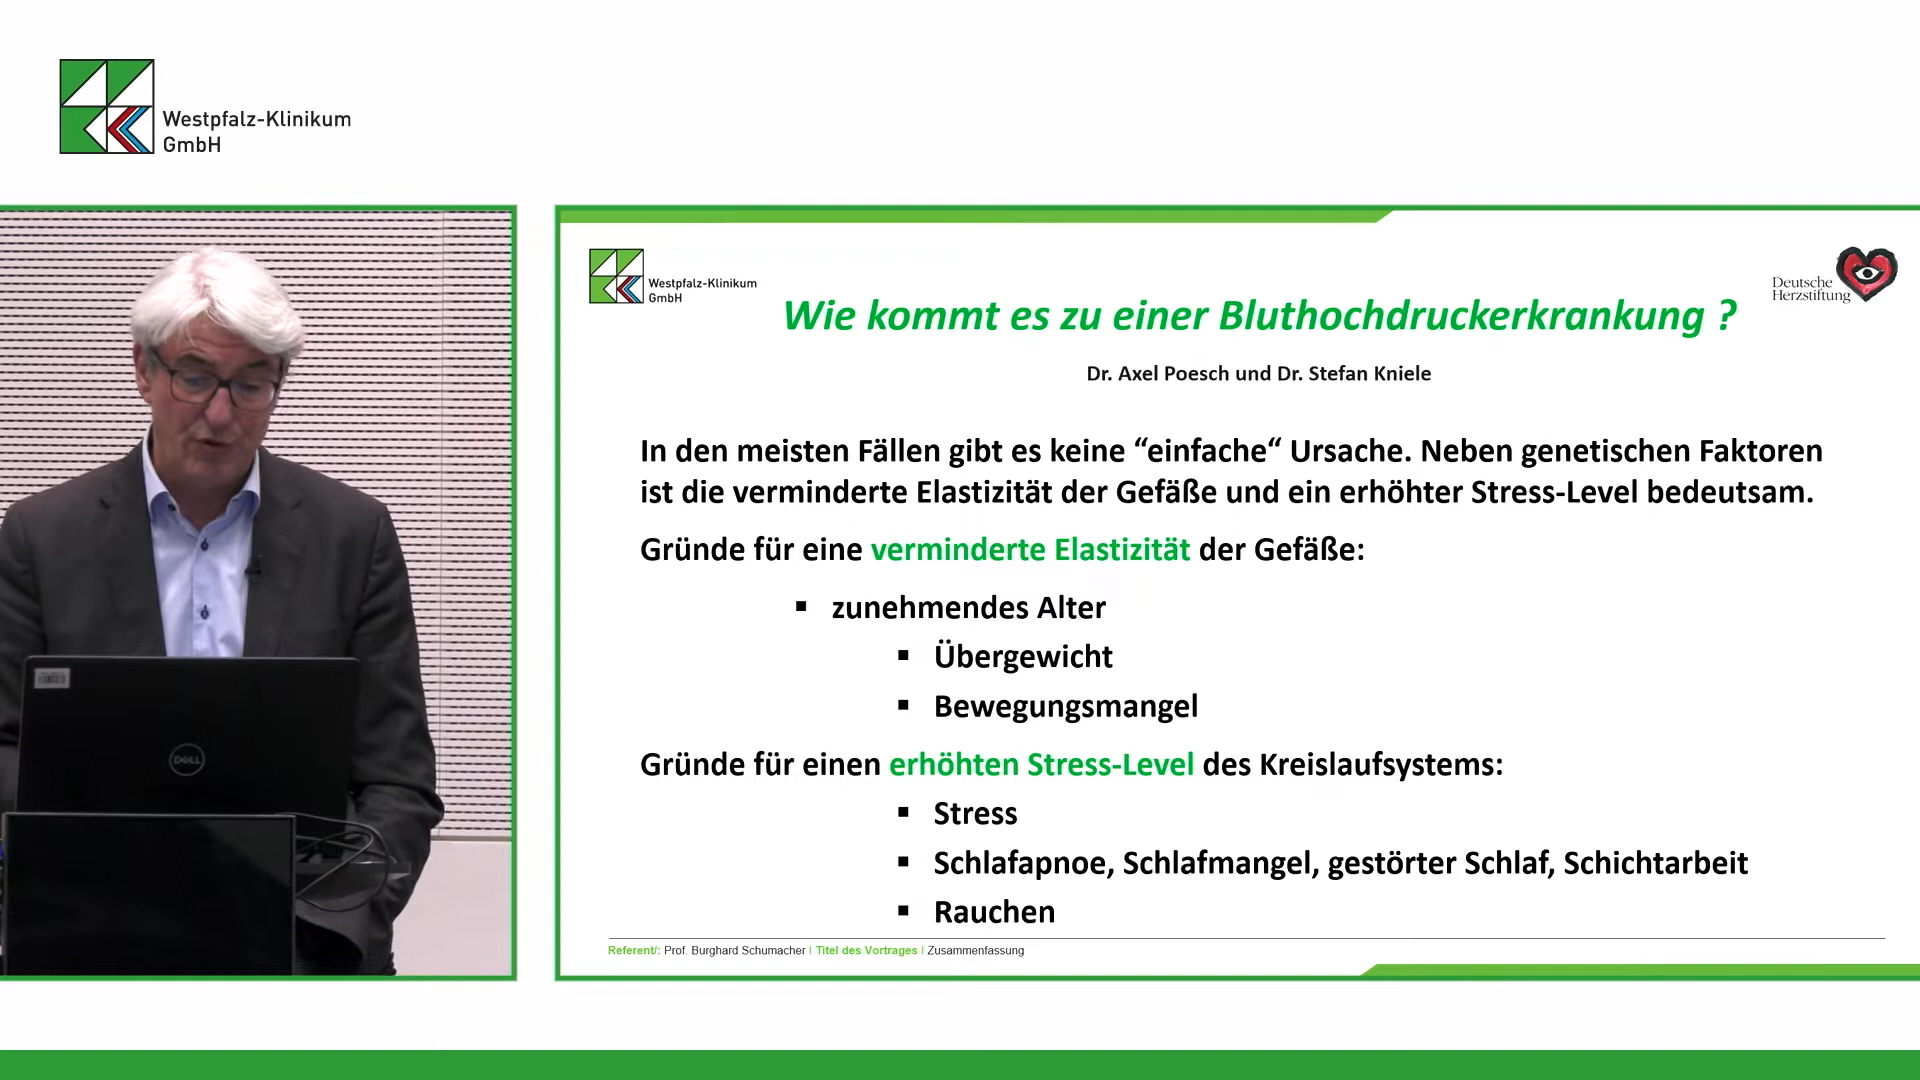 Westpfalz-Klinikum
GmbH
DELL
Westpfalz-Klinikum
GmbH
Deutsche
Herzstiftung
Wie kommt es zu einer Bluthochdruckerkrankung ?
Dr. Axel Poesch und Dr. Stefan Kniele
In den meisten Fällen gibt es keine “einfache“ Ursache. Neben genetischen Faktoren
ist die verminderte Elastizität der Gefäße und ein erhöhter Stress-Level bedeutsam.
Gründe für eine verminderte Elastizität der Gefäße:
▪ zunehmendes Alter
▪ Übergewicht
▪ Bewegungsmangel
Gründe für einen erhöhten Stress-Level des Kreislaufsystems:
▪ Stress
▪ Schlafapnoe, Schlafmangel, gestörter Schlaf, Schichtarbeit
▪ Rauchen
Referent/: Prof. Burghard Schumacher I Titel des Vortrages I Zusammenfassung